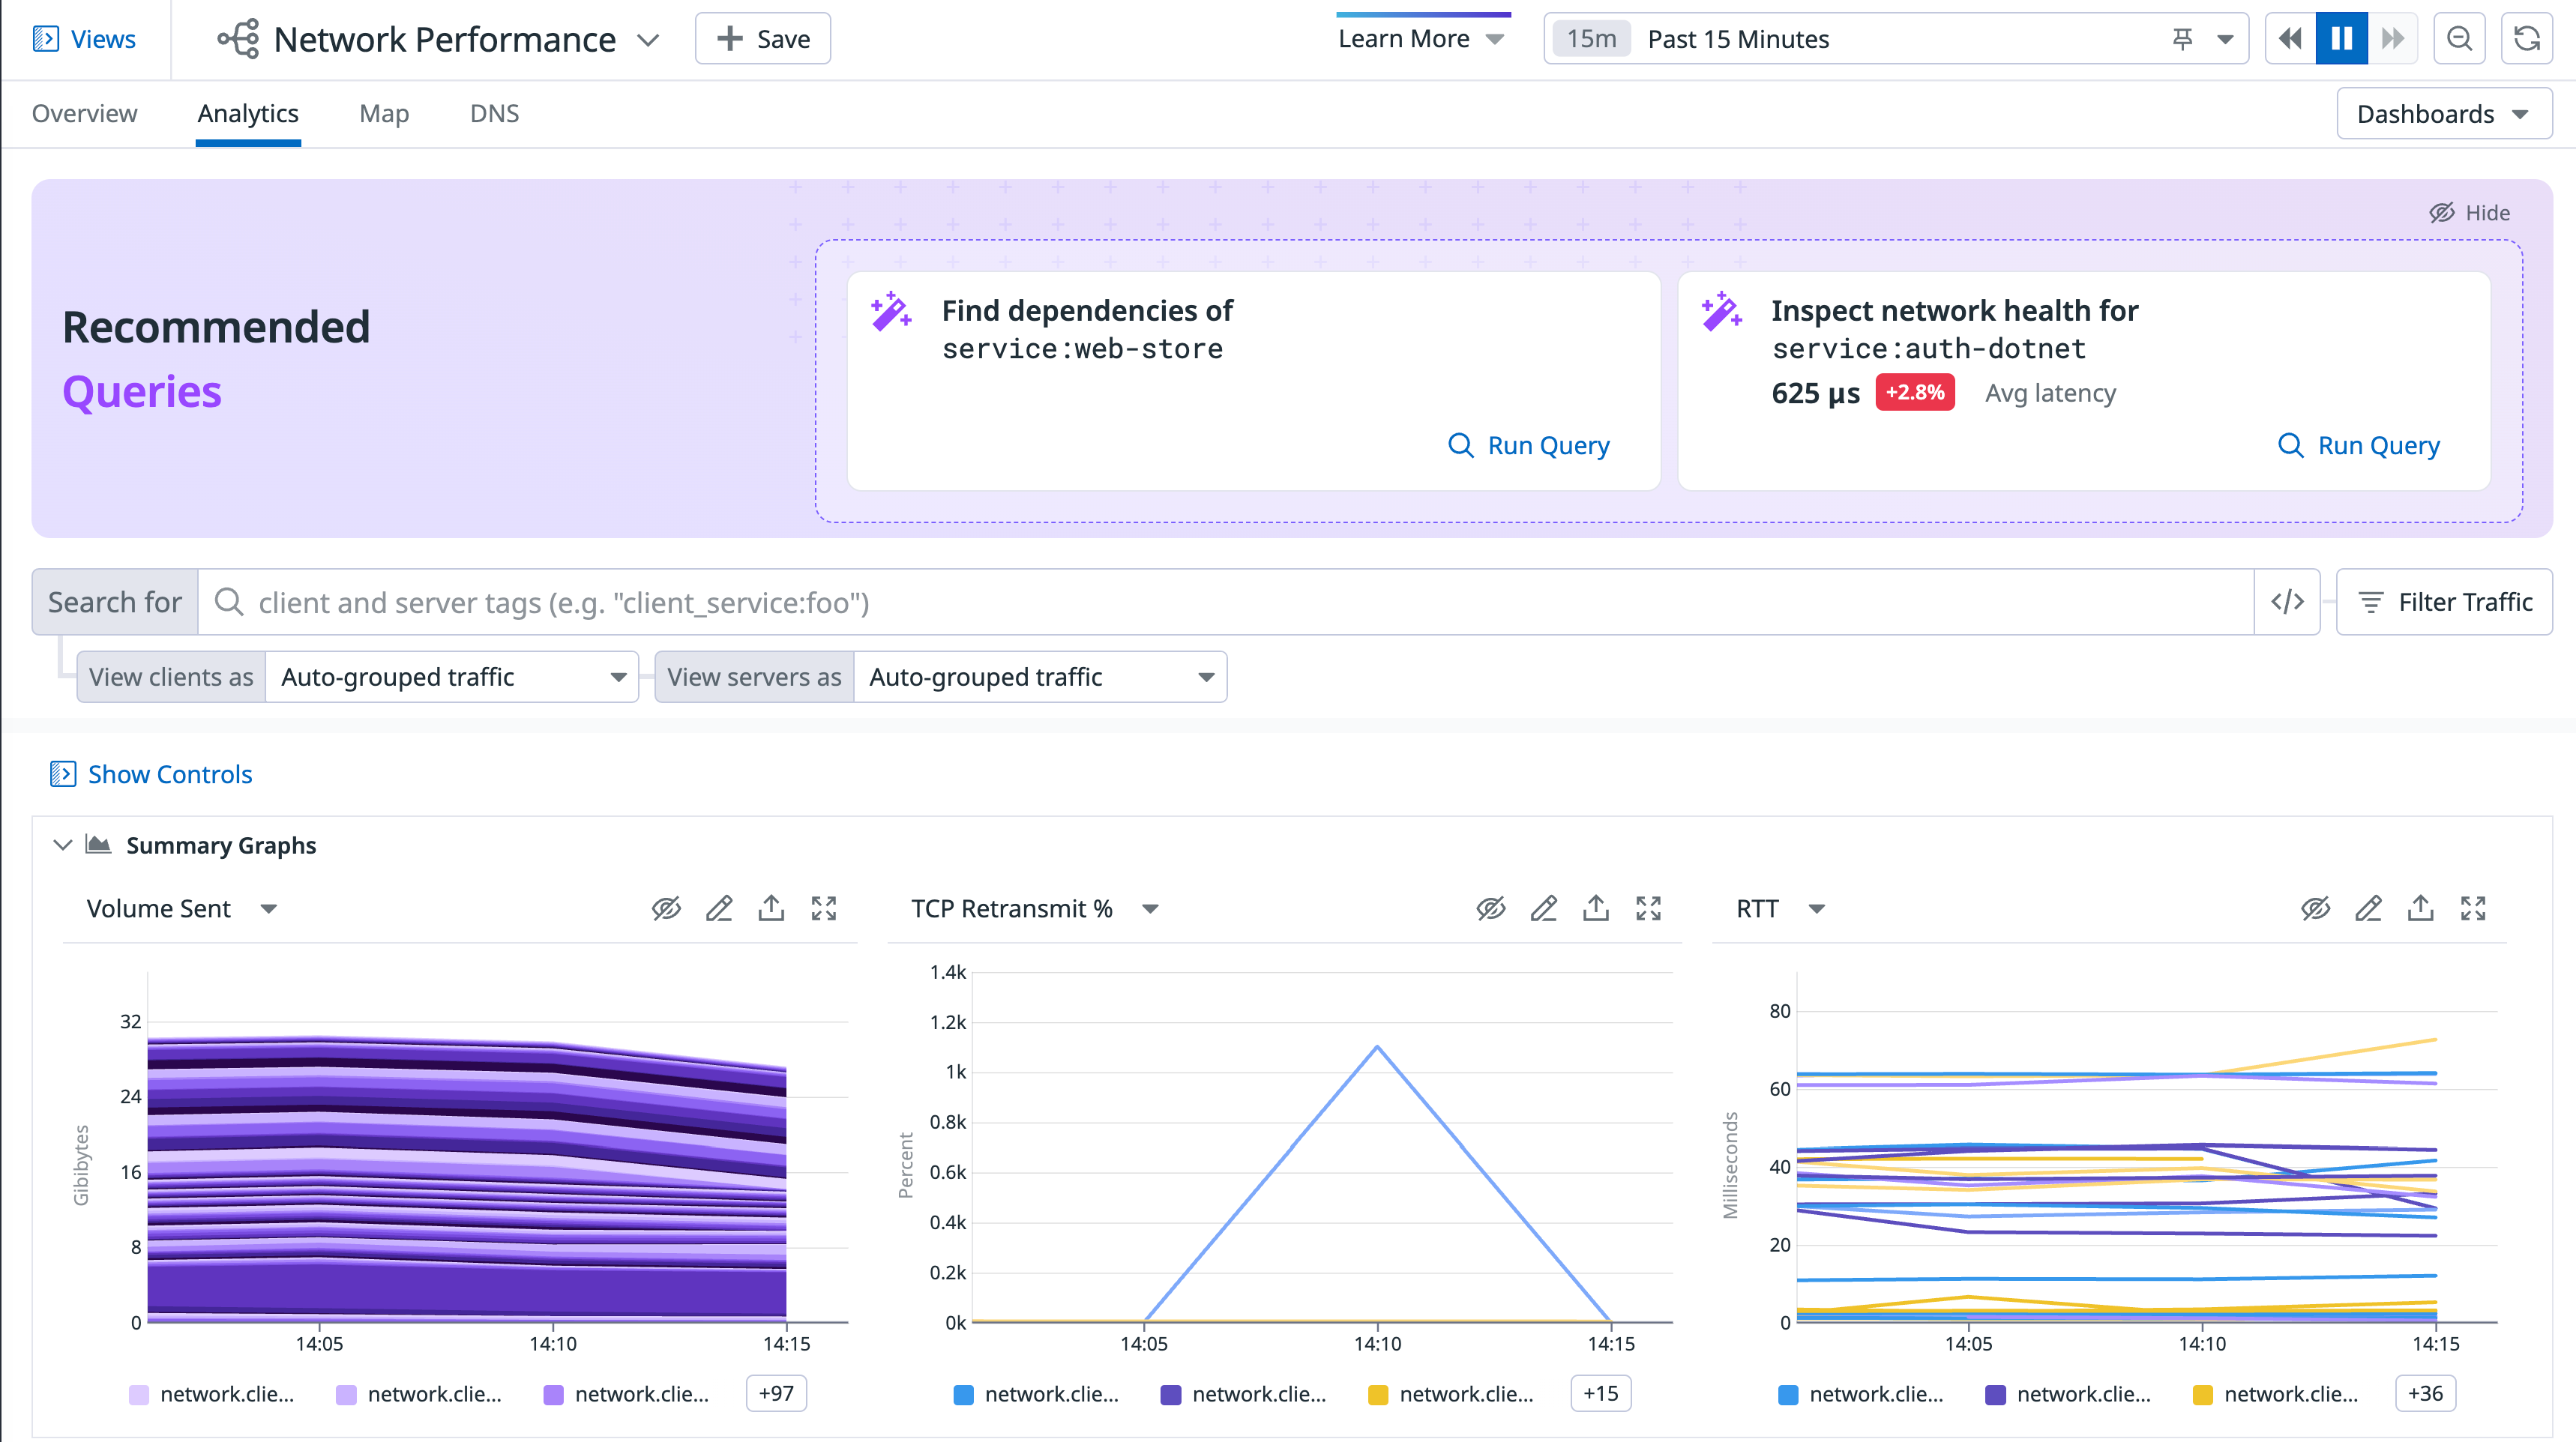 Views
Network Performance
Save
Learn More
15m Past 15 Minutes
Overview
Analytics
Map
DNS
Dashboards
Hide
Recommended
Queries
Find dependencies of
service:web-store
Run Query
Inspect network health for
service:auth-dotnet
625 µs +2.8% Avg latency
Run Query
Search for
client and server tags (e.g. "client_service:foo")
Filter Traffic
View clients as Auto-grouped traffic
View servers as Auto-grouped traffic
Show Controls
Summary Graphs
Volume Sent
Gibibytes
32
24
16
8
0
14:05 14:10 14:15
network.clie... network.clie... network.clie... +97
TCP Retransmit %
Percent
1.4k
1.2k
1k
0.8k
0.6k
0.4k
0.2k
0k
14:05 14:10 14:15
network.clie... network.clie... network.clie... +15
RTT
Milliseconds
80
60
40
20
0
14:05 14:10 14:15
network.clie... network.clie... network.clie... +36